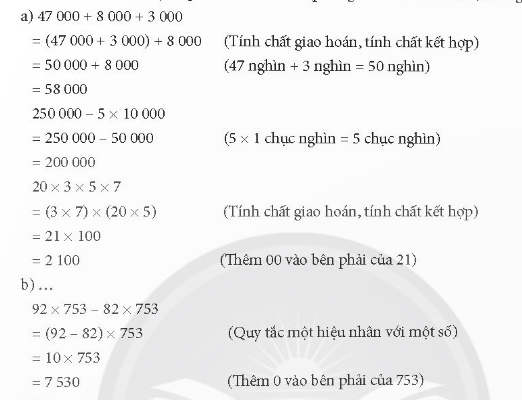 a) 47 000 + 8 000 + 3 000
= (47 000 + 3 000) + 8 000 (Tính chất giao hoán, tính chất kết hợp)
= 50 000 + 8 000 (47 nghìn + 3 nghìn = 50 nghìn)
= 58 000
250 000 – 5 × 10 000
= 250 000 – 50 000 (5 × 1 chục nghìn = 5 chục nghìn)
= 200 000
20 × 3 × 5 × 7
= (3 × 7) × (20 × 5) (Tính chất giao hoán, tính chất kết hợp)
= 21 × 100
= 2 100 (Thêm 00 vào bên phải của 21)
b) …
92 × 753 – 82 × 753
= (92 – 82) × 753 (Quy tắc một hiệu nhân với một số)
= 10 × 753
= 7 530 (Thêm 0 vào bên phải của 753)